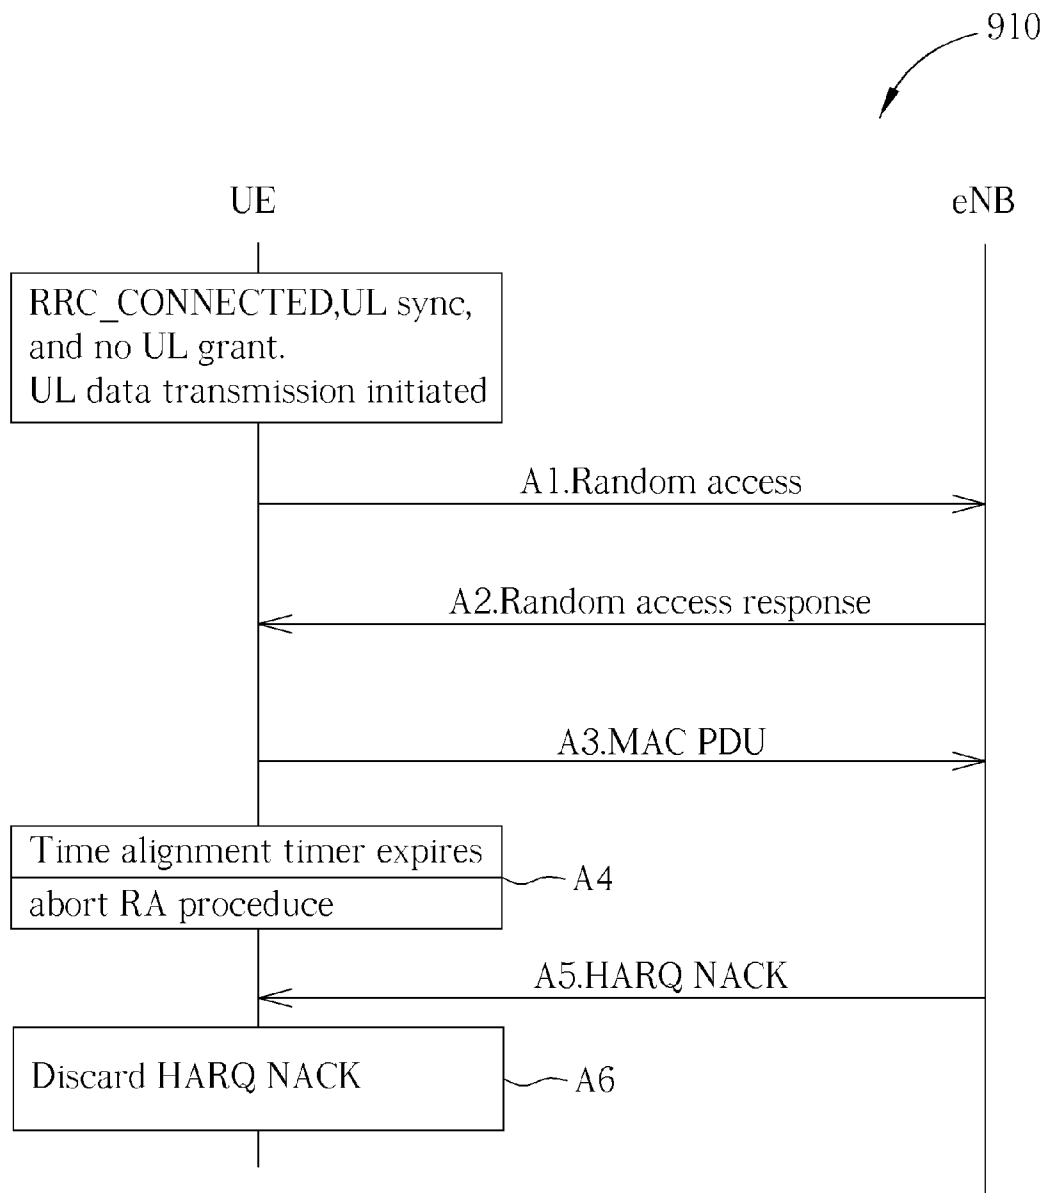 910
UE
eNB
RRC_CONNECTED,UL sync,
and no UL grant.
UL data transmission initiated
A1.Random access
A2.Random access response
A3.MAC PDU
Time alignment timer expires
A4
abort RA proceduce
A5.HARQ NACK
Discard HARQ NACK
A6